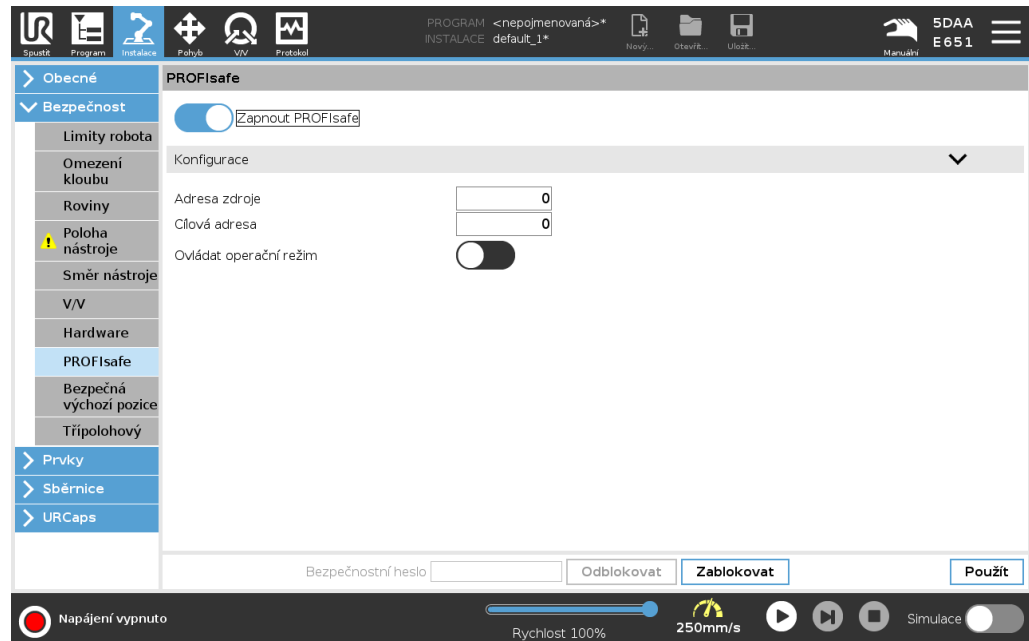 Spustit
Program
Instalace
Pohyb
V/V
Protokol
PROGRAM <nepojmenovaná>*
INSTALACE default_1*
Nový...
Otevřít...
Uložit...
Manuální
5DAA
E651
Obecné
Bezpečnost
Limity robota
Omezení
kloubu
Roviny
Poloha
nástroje
Směr nástroje
V/V
Hardware
PROFIsafe
Bezpečná
výchozí pozice
Třípolohový
Prvky
Sběrnice
URCaps
PROFIsafe
Zapnout PROFIsafe
Konfigurace
Adresa zdroje 0
Cílová adresa 0
Ovládat operační režim
Bezpečnostní heslo Odblokovat Zablokovat Použít
Napájení vypnuto
Rychlost 100%
250mm/s
Simulace